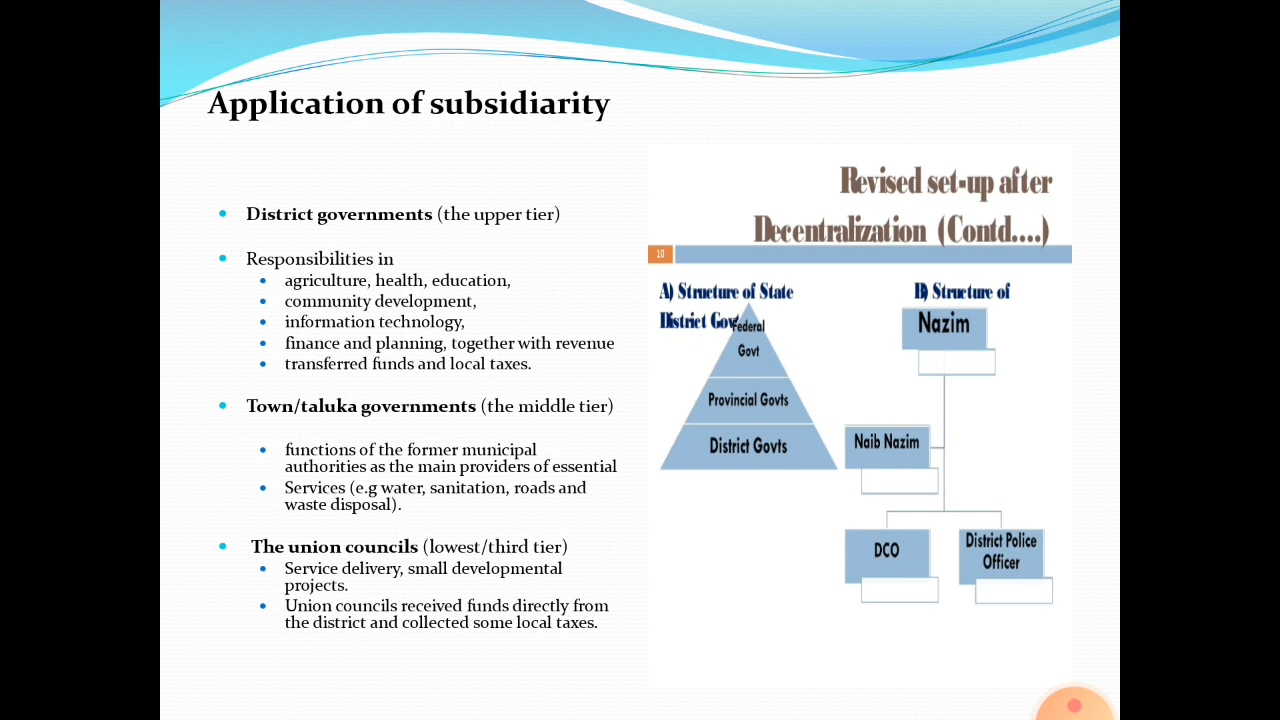 Application of subsidiarity
District governments (the upper tier)
Responsibilities in
agriculture, health, education,
community development,
information technology,
finance and planning, together with revenue
transferred funds and local taxes.
Town/taluka governments (the middle tier)
functions of the former municipal
authorities as the main providers of essential
Services (e.g water, sanitation, roads and
waste disposal).
The union councils (lowest/third tier)
Service delivery, small developmental
projects.
Union councils received funds directly from
the district and collected some local taxes.
Revised set-up after
Decentralization (Contd....)
10
A) Structure of State
District Govt
Federal
Govt
Provincial Govts
District Govts
B) Structure of
Nazim
Naib Nazim
DCO
District Police
Officer